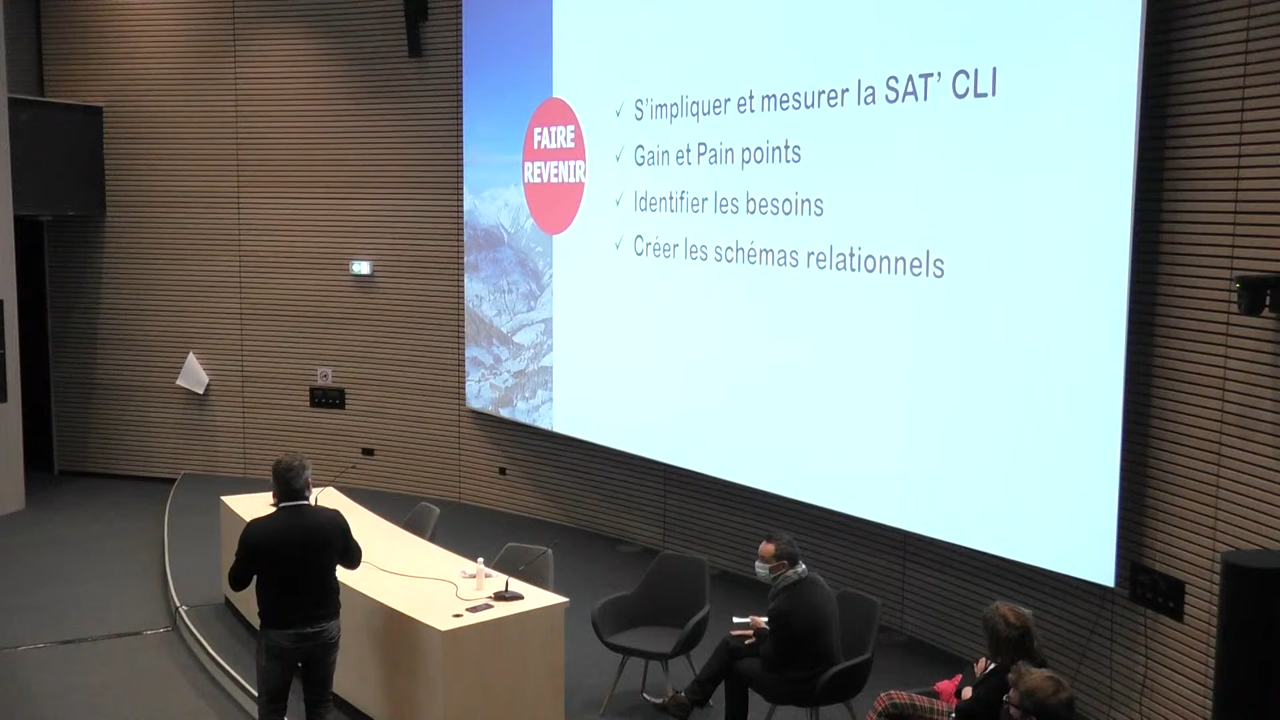 FAIRE
REVENIR
✓ S'impliquer et mesurer la SAT' CLI
✓ Gain et Pain points
✓ Identifier les besoins
✓ Créer les schémas relationnels